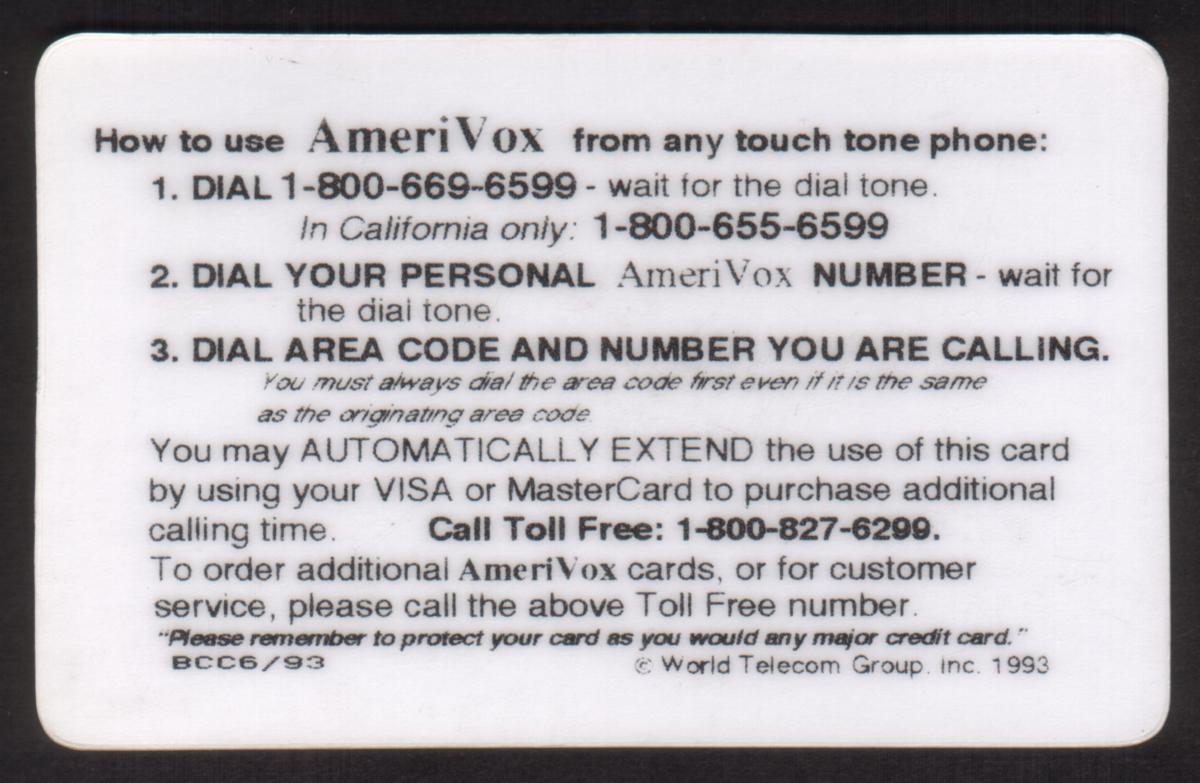 How to use AmeriVox from any touch tone phone:
1. DIAL 1-800-669-6599 - wait for the dial tone.
In California only: 1-800-655-6599
2. DIAL YOUR PERSONAL AmeriVox NUMBER - wait for
the dial tone.
3. DIAL AREA CODE AND NUMBER YOU ARE CALLING.
You must always dial the area code first even if it is the same
as the originating area code.
You may AUTOMATICALLY EXTEND the use of this card
by using your VISA or MasterCard to purchase additional
calling time. Call Toll Free: 1-800-827-6299.
To order additional AmeriVox cards, or for customer
service, please call the above Toll Free number.
"Please remember to protect your card as you would any major credit card."
BCC6/93 © World Telecom Group. Inc. 1993